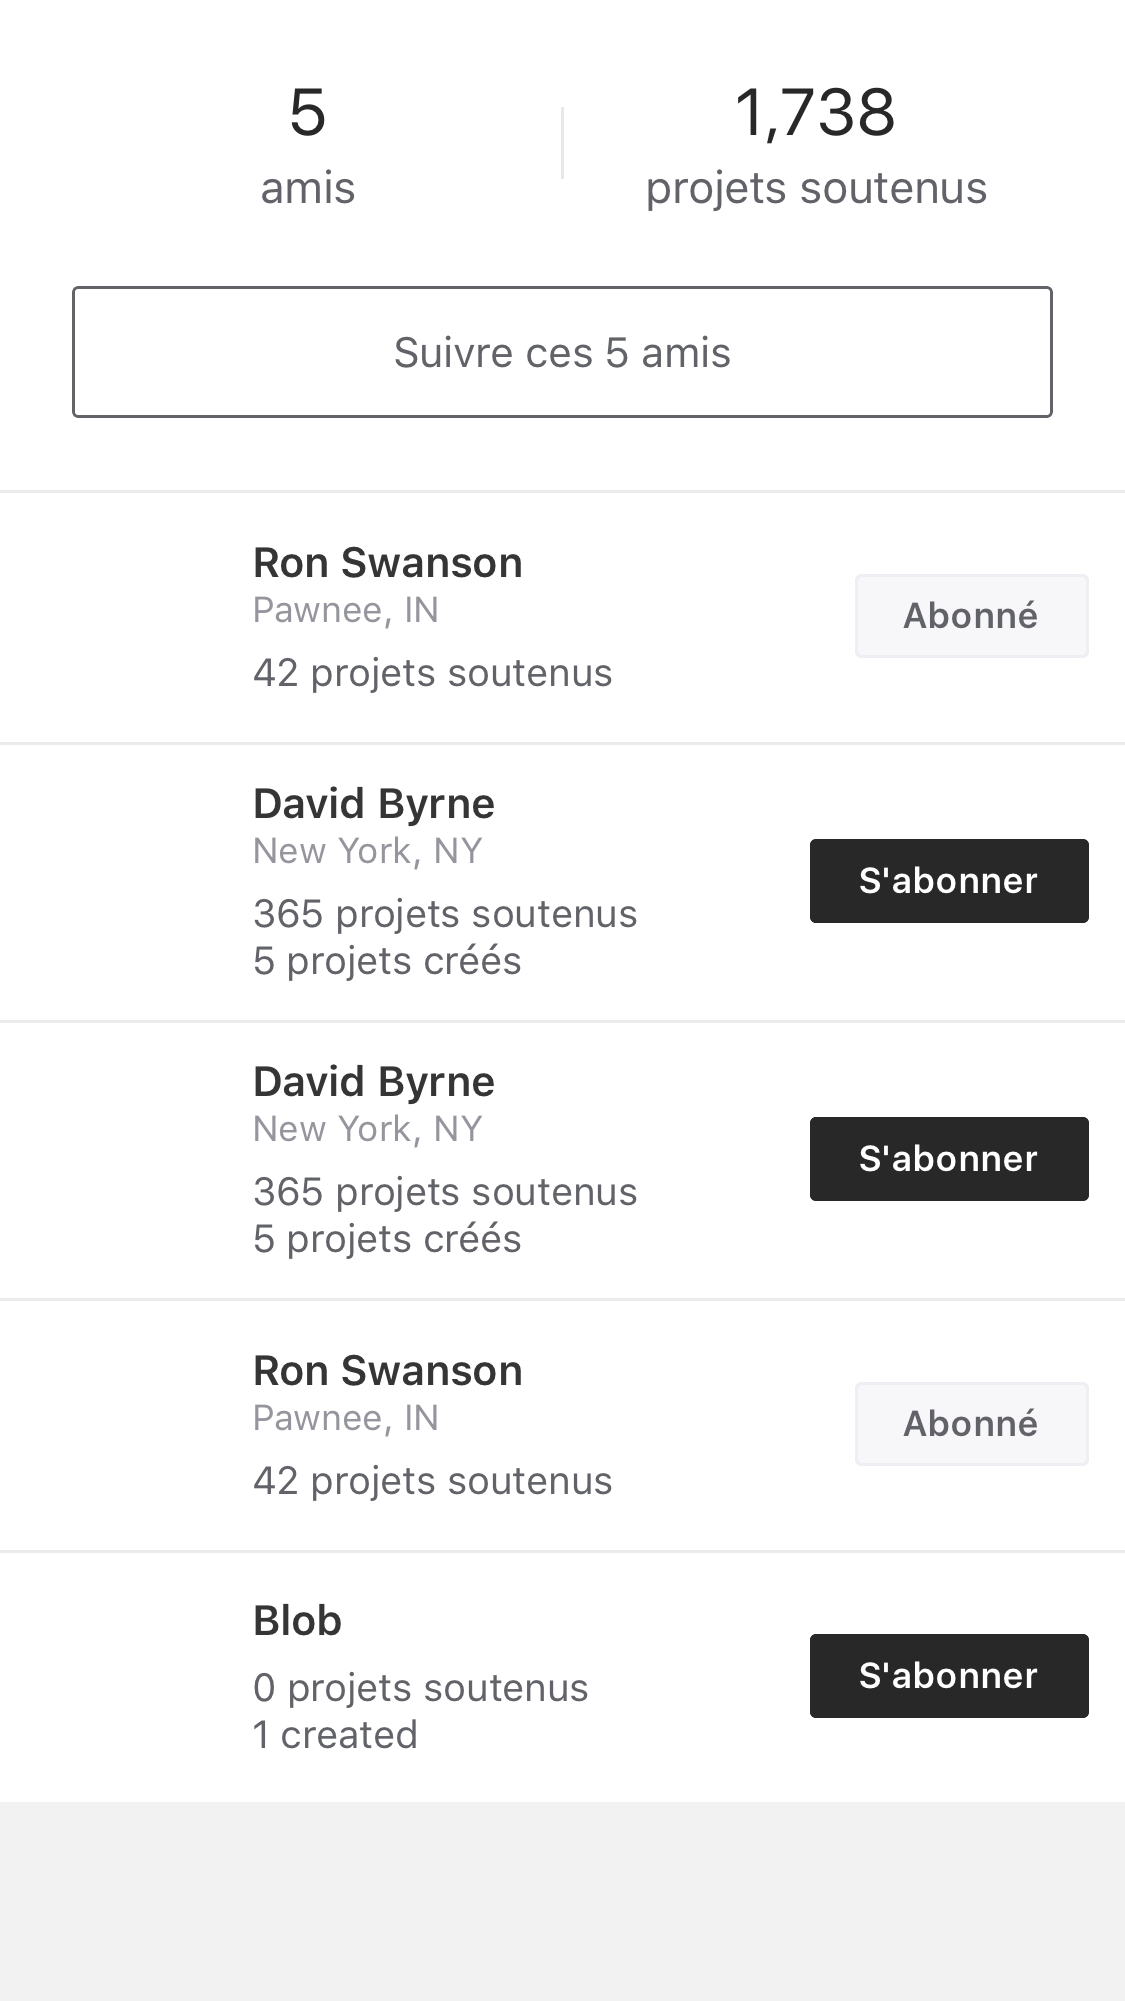 5
amis
1,738
projets soutenus
Suivre ces 5 amis
Ron Swanson
Pawnee, IN
42 projets soutenus
Abonné
David Byrne
New York, NY
365 projets soutenus
5 projets créés
S'abonner
David Byrne
New York, NY
365 projets soutenus
5 projets créés
S'abonner
Ron Swanson
Pawnee, IN
42 projets soutenus
Abonné
Blob
0 projets soutenus
1 created
S'abonner